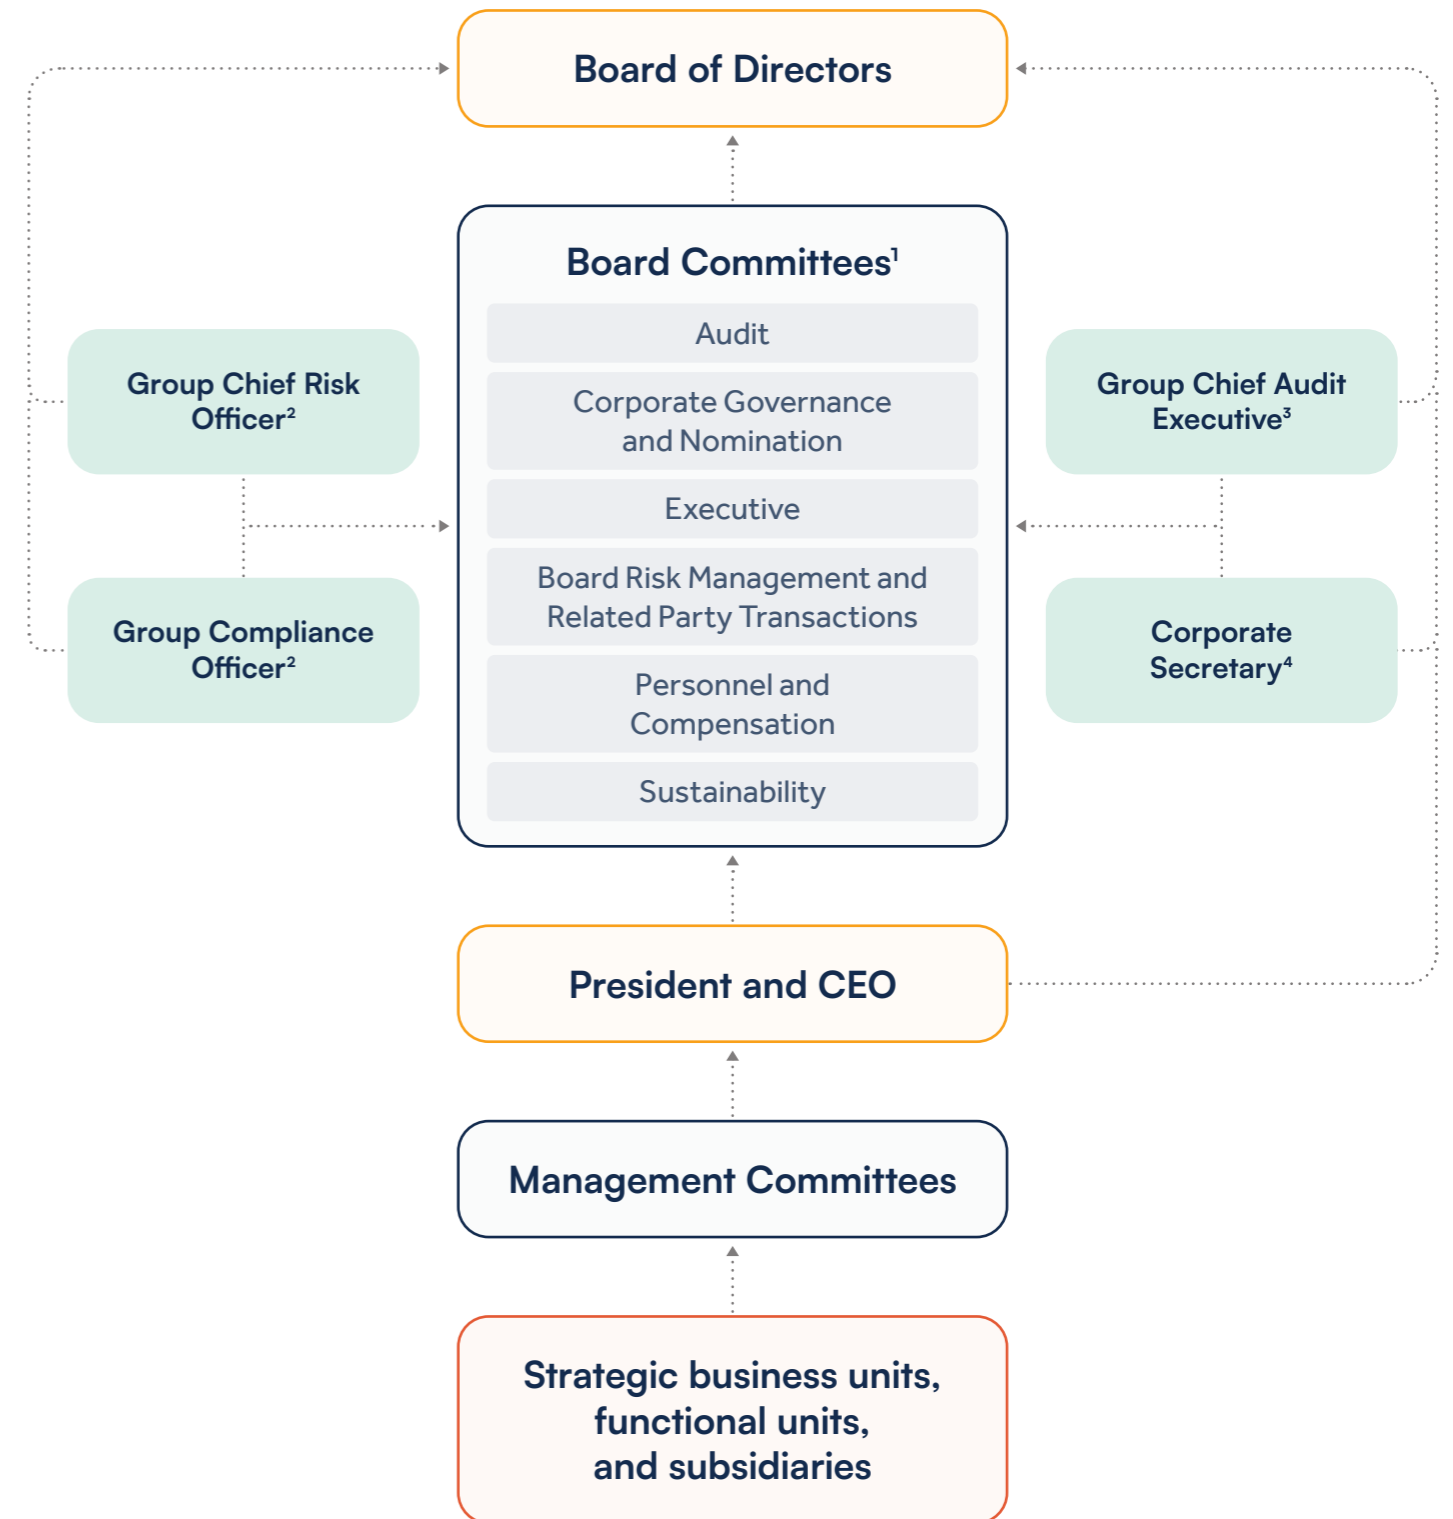 Board of Directors
Board Committees¹
Audit
Corporate Governance
and Nomination
Executive
Board Risk Management and
Related Party Transactions
Personnel and
Compensation
Sustainability
Group Chief Risk
Officer²
Group Compliance
Officer²
Group Chief Audit
Executive³
Corporate
Secretary⁴
President and CEO
Management Committees
Strategic business units,
functional units,
and subsidiaries